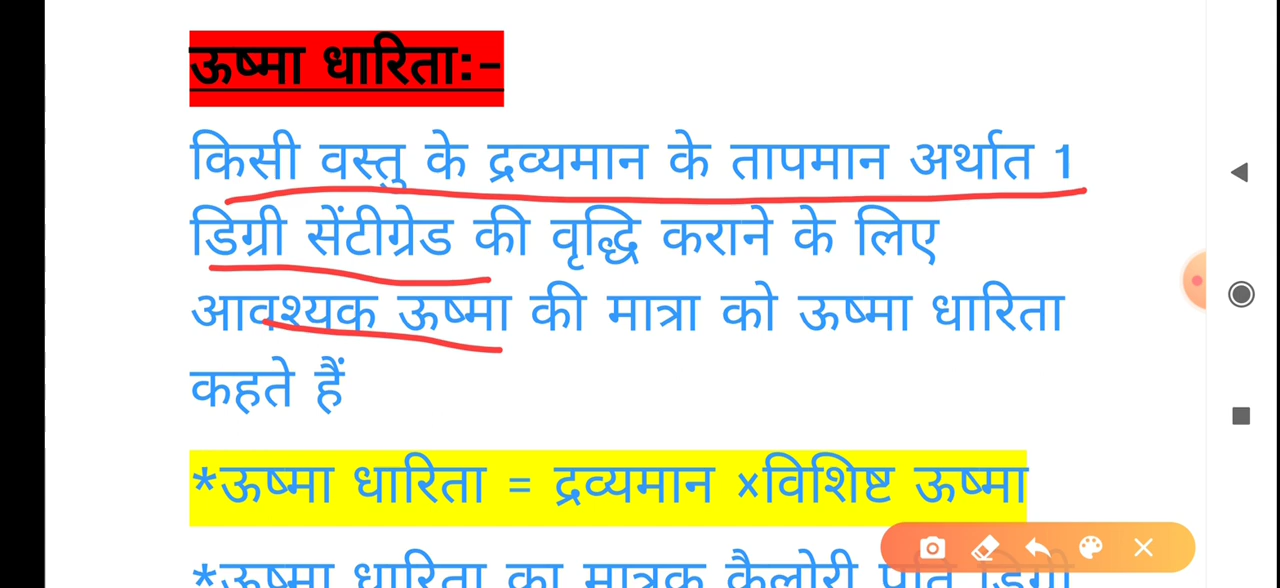 ऊष्मा धारिताः-
किसी वस्तु के द्रव्यमान के तापमान अर्थात 1
डिग्री सेंटीग्रेड की वृद्धि कराने के लिए
आवश्यक ऊष्मा की मात्रा को ऊष्मा धारिता
कहते हैं
*ऊष्मा धारिता = द्रव्यमान ×विशिष्ट ऊष्मा
*ऊष्मा धारिता का मात्रक कैलोरी प्रति डिग्री